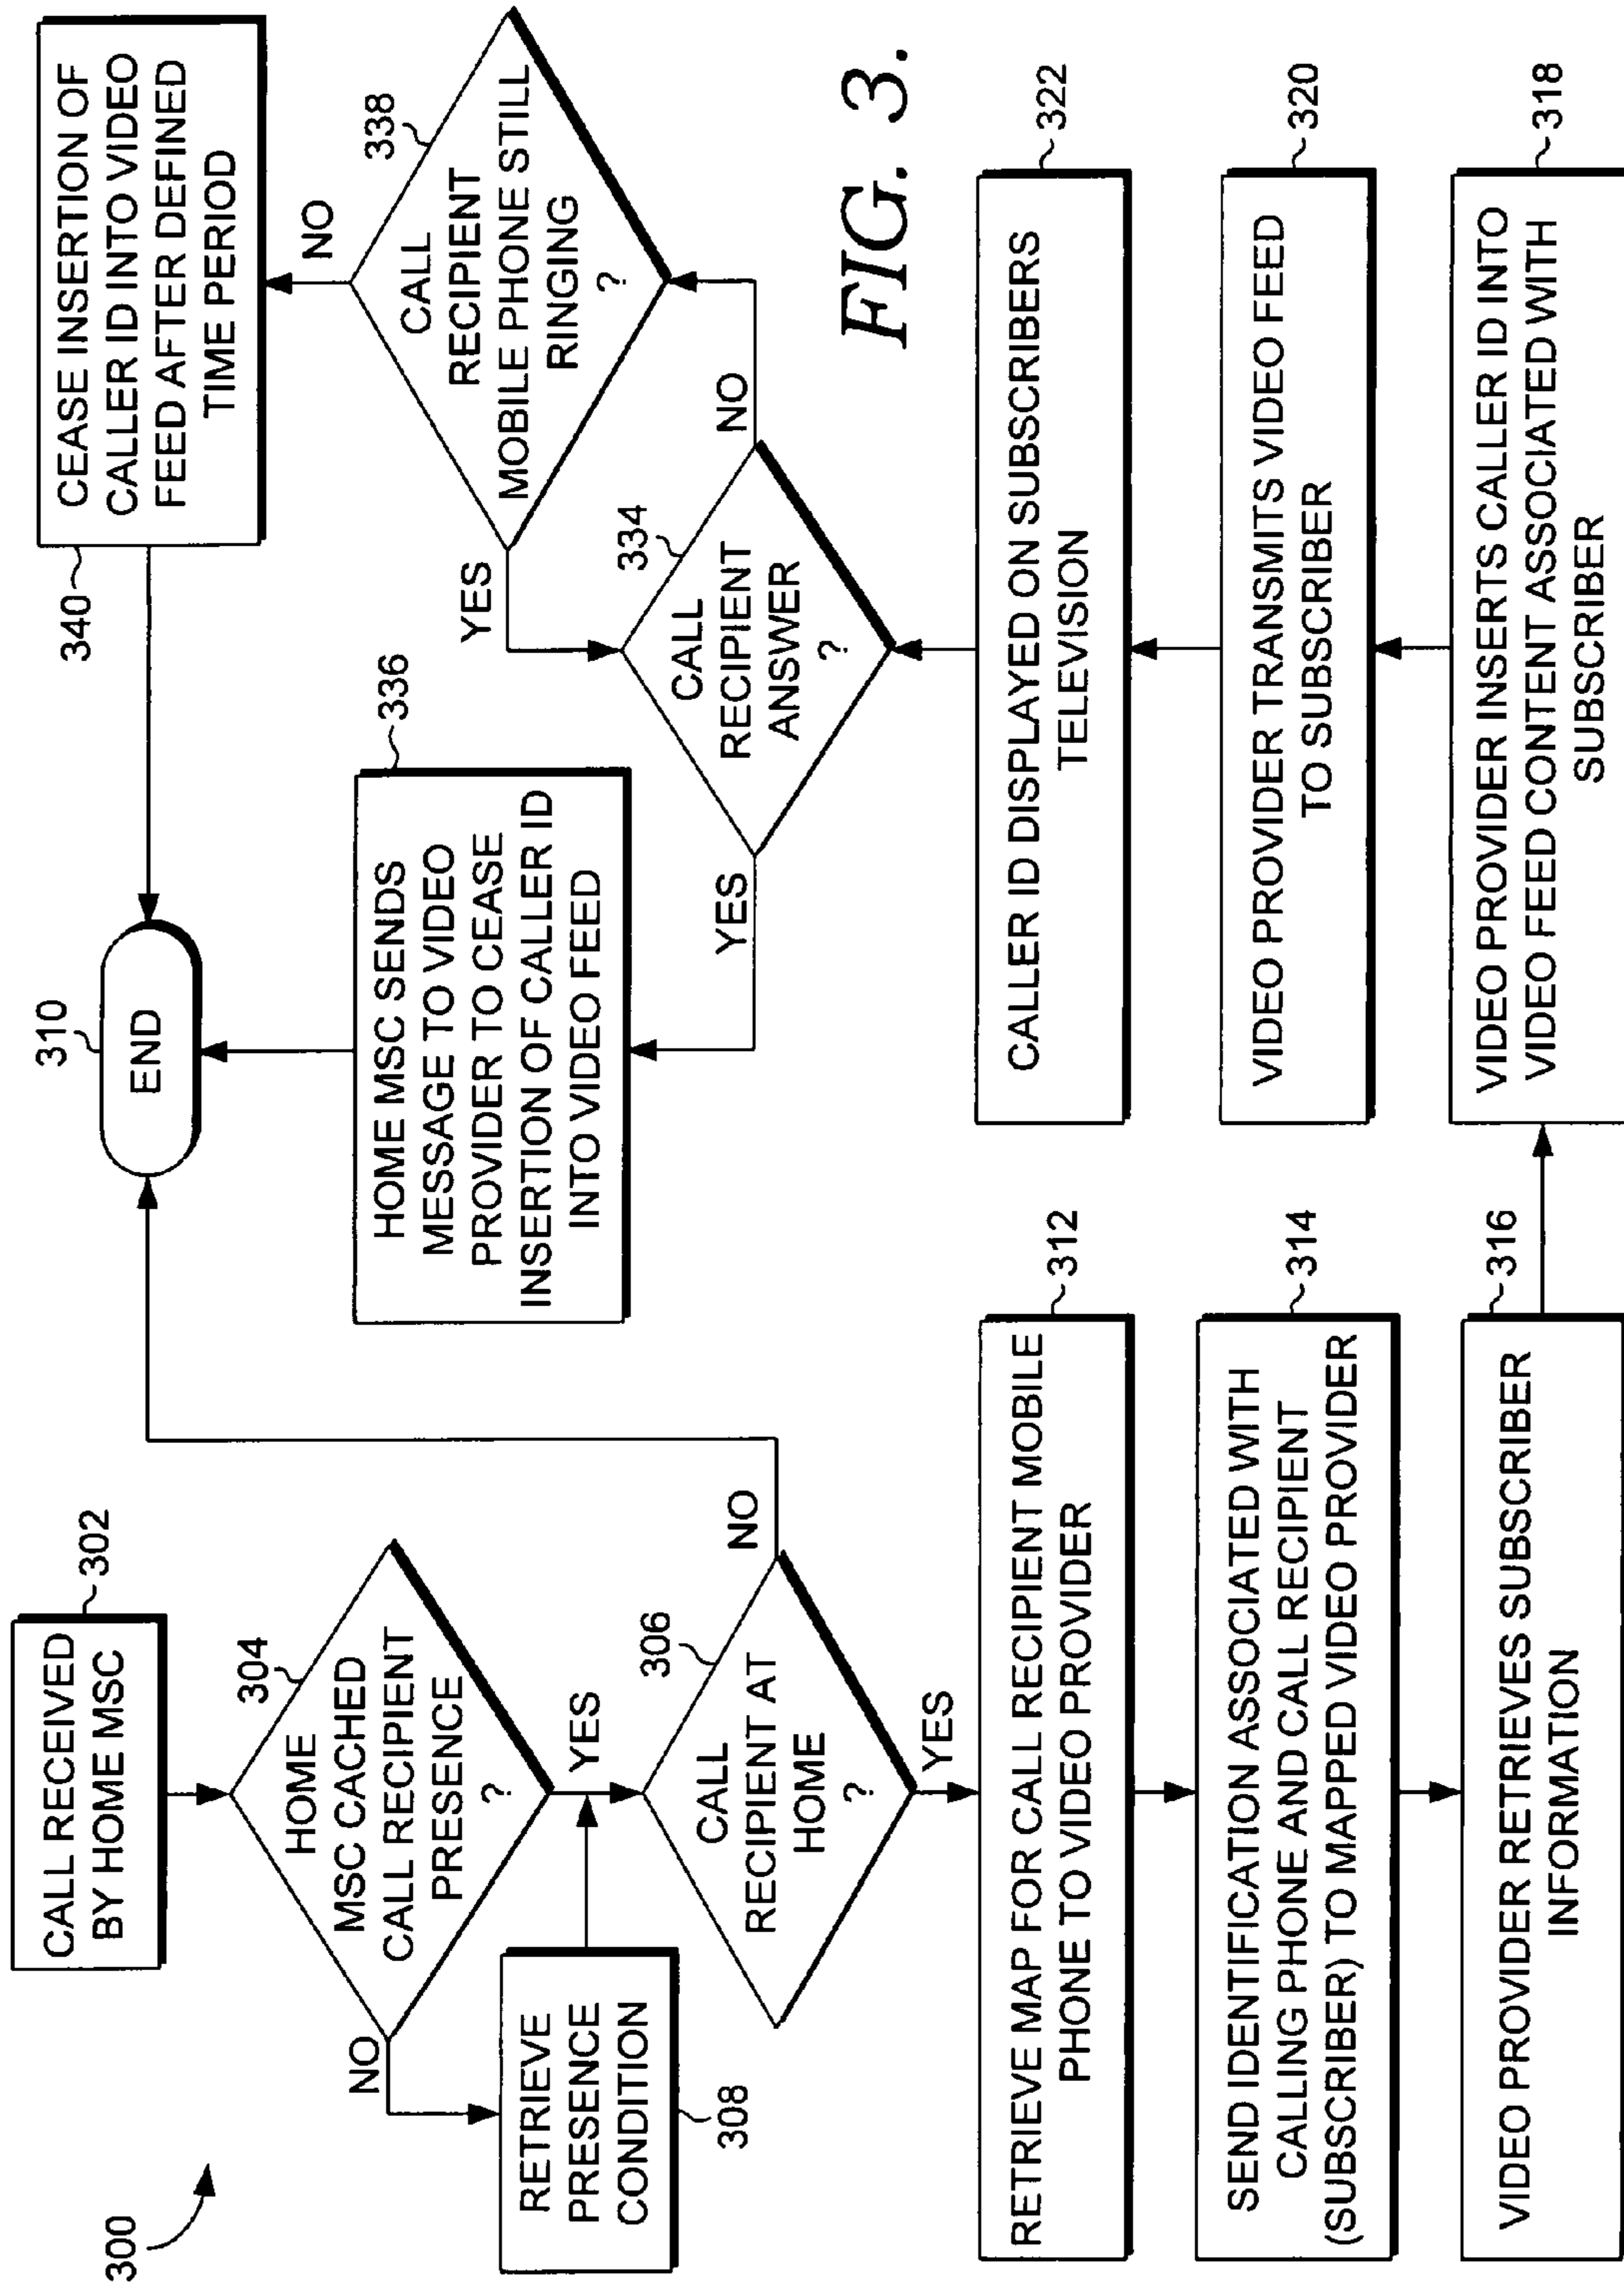 300
CALL RECEIVED
BY HOME MSC
302
HOME
MSC CACHED
CALL RECIPIENT
PRESENCE
?
304
NO
YES
RETRIEVE
PRESENCE
CONDITION
308
CALL
RECIPIENT AT
HOME
?
306
NO
YES
RETRIEVE MAP FOR CALL RECIPIENT MOBILE
PHONE TO VIDEO PROVIDER
312
SEND IDENTIFICATION ASSOCIATED WITH
CALLING PHONE AND CALL RECIPIENT
(SUBSCRIBER) TO MAPPED VIDEO PROVIDER
314
VIDEO PROVIDER RETRIEVES SUBSCRIBER
INFORMATION
316
VIDEO PROVIDER INSERTS CALLER ID INTO
VIDEO FEED CONTENT ASSOCIATED WITH
SUBSCRIBER
318
VIDEO PROVIDER TRANSMITS VIDEO FEED
TO SUBSCRIBER
320
CALLER ID DISPLAYED ON SUBSCRIBERS
TELEVISION
322
CALL
RECIPIENT
ANSWER
?
334
YES
NO
HOME MSC SENDS
MESSAGE TO VIDEO
PROVIDER TO CEASE
INSERTION OF CALLER ID
INTO VIDEO FEED
336
CALL
RECIPIENT
MOBILE PHONE STILL
RINGING
?
338
YES
NO
CEASE INSERTION OF
CALLER ID INTO VIDEO
FEED AFTER DEFINED
TIME PERIOD
340
END
310
FIG. 3.